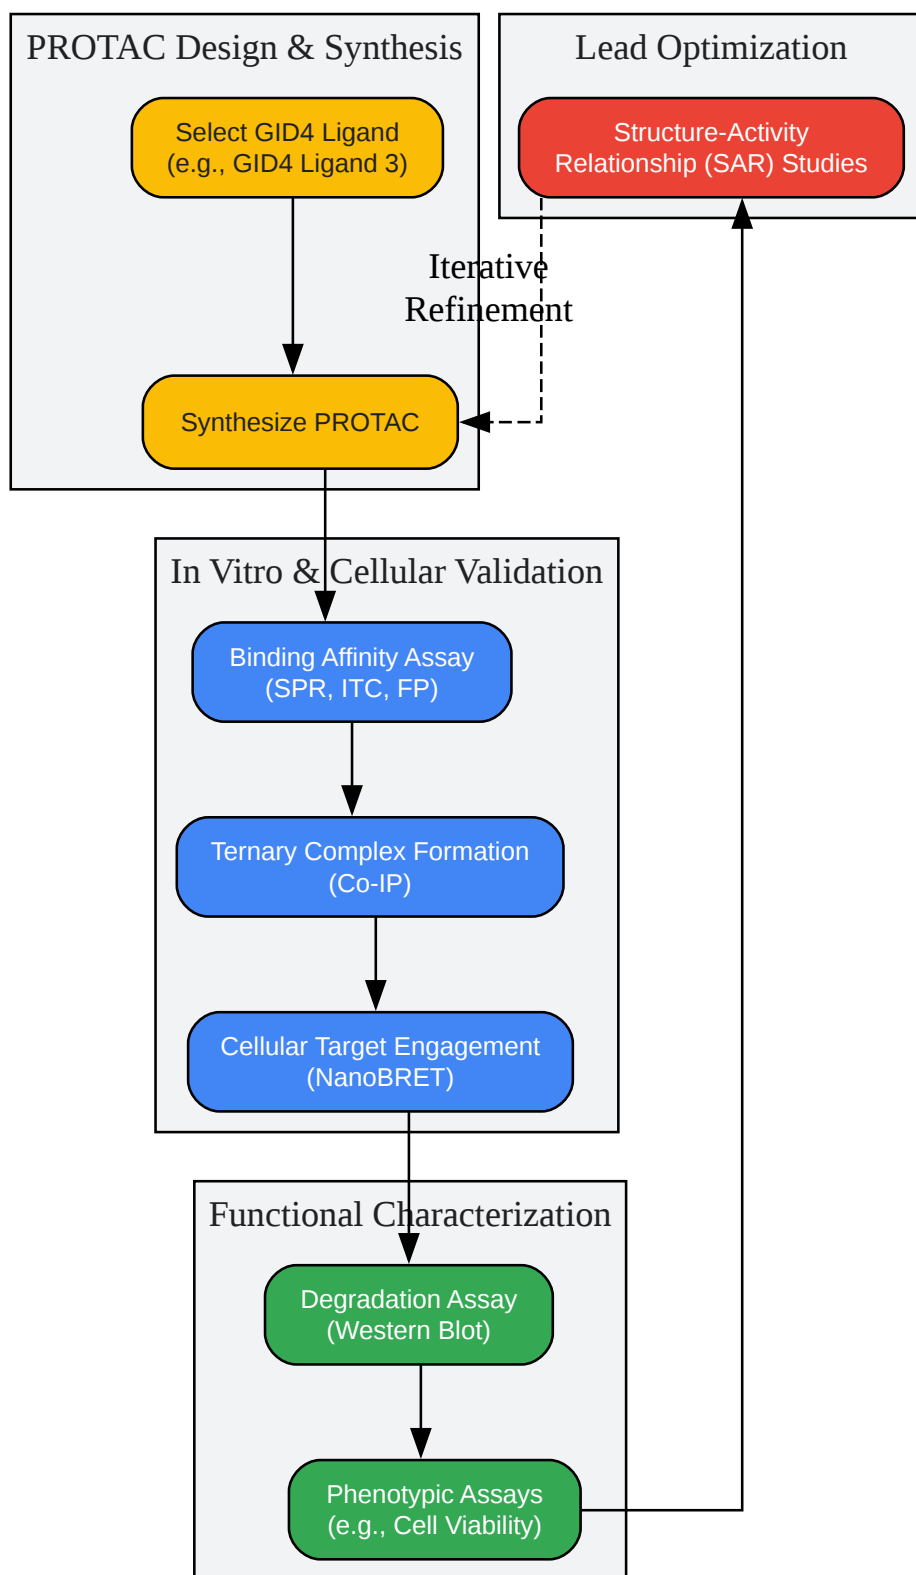 PROTAC Design & Synthesis
Select GID4 Ligand
(e.g., GID4 Ligand 3)
Synthesize PROTAC
Lead Optimization
Structure-Activity
Relationship (SAR) Studies
Iterative
Refinement
In Vitro & Cellular Validation
Binding Affinity Assay
(SPR, ITC, FP)
Ternary Complex Formation
(Co-IP)
Cellular Target Engagement
(NanoBRET)
Functional Characterization
Degradation Assay
(Western Blot)
Phenotypic Assays
(e.g., Cell Viability)